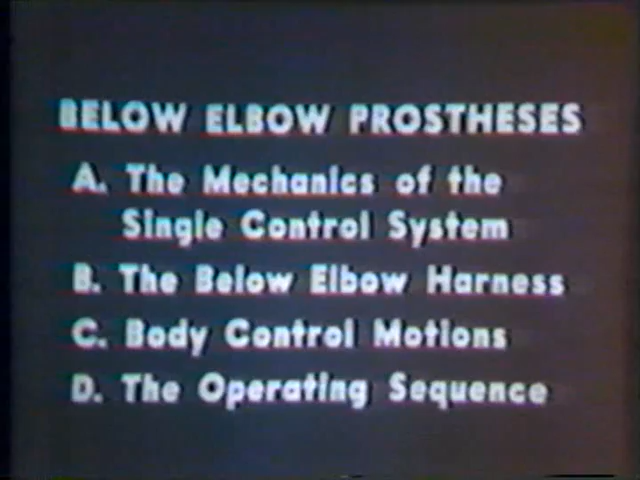 BELOW ELBOW PROSTHESES
A. The Mechanics of the
Single Control System
B. The Below Elbow Harness
C. Body Control Motions
D. The Operating Sequence